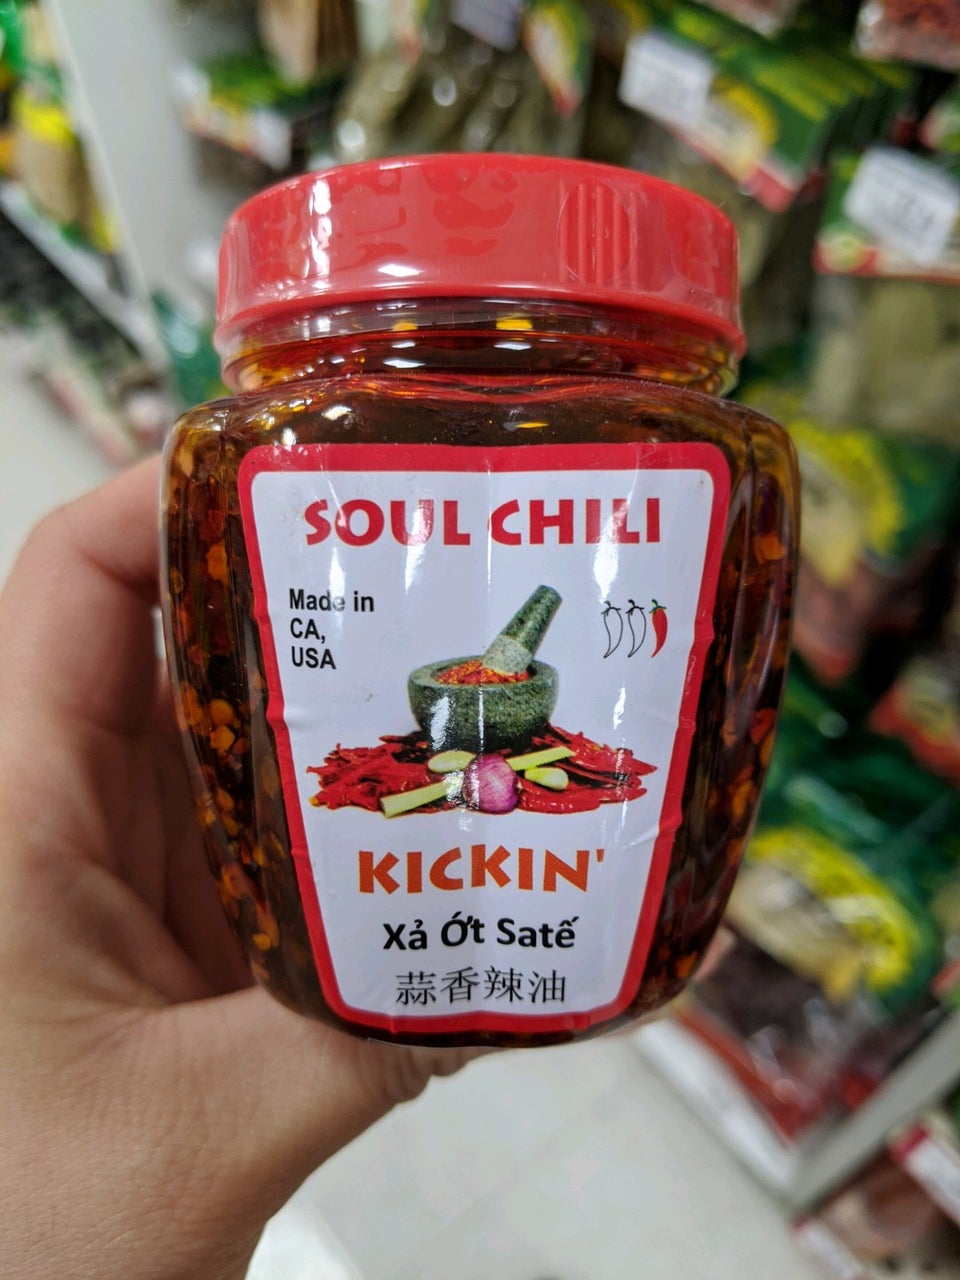 SOUL CHILI
Made in
CA,
USA
KICKIN'
Xả Ớt Satế
蒜香辣油